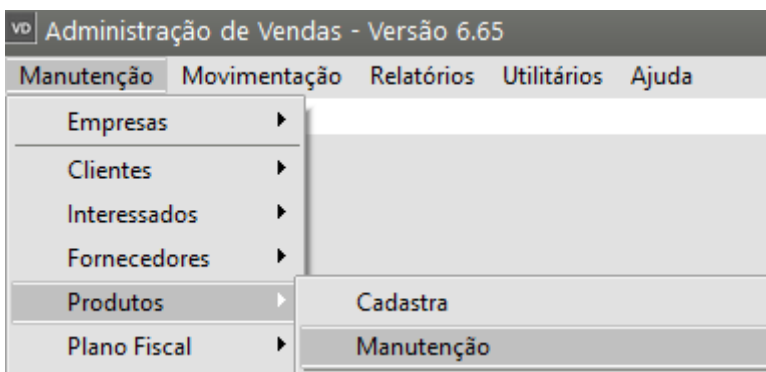 VD Administração de Vendas - Versão 6.65
Manutenção Movimentação Relatórios Utilitários Ajuda
Empresas
Clientes
Interessados
Fornecedores
Produtos Cadastra
Plano Fiscal Manutenção